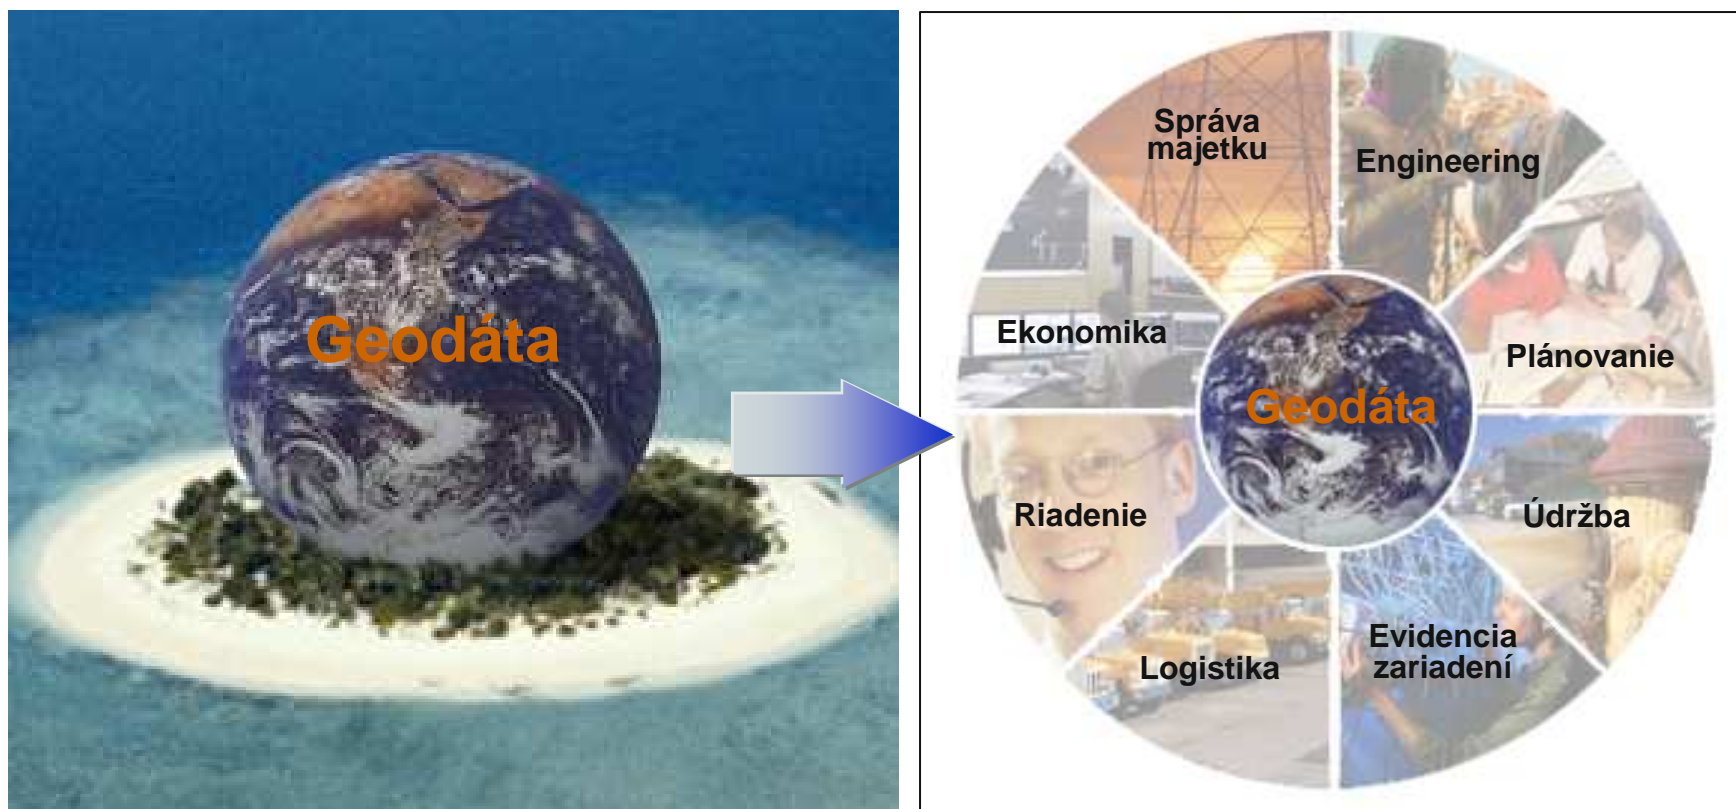 Geodáta
Správa
majetku
Engineering
Ekonomika
Plánovanie
Geodáta
Riadenie
Údržba
Logistika
Evidencia
zariadení